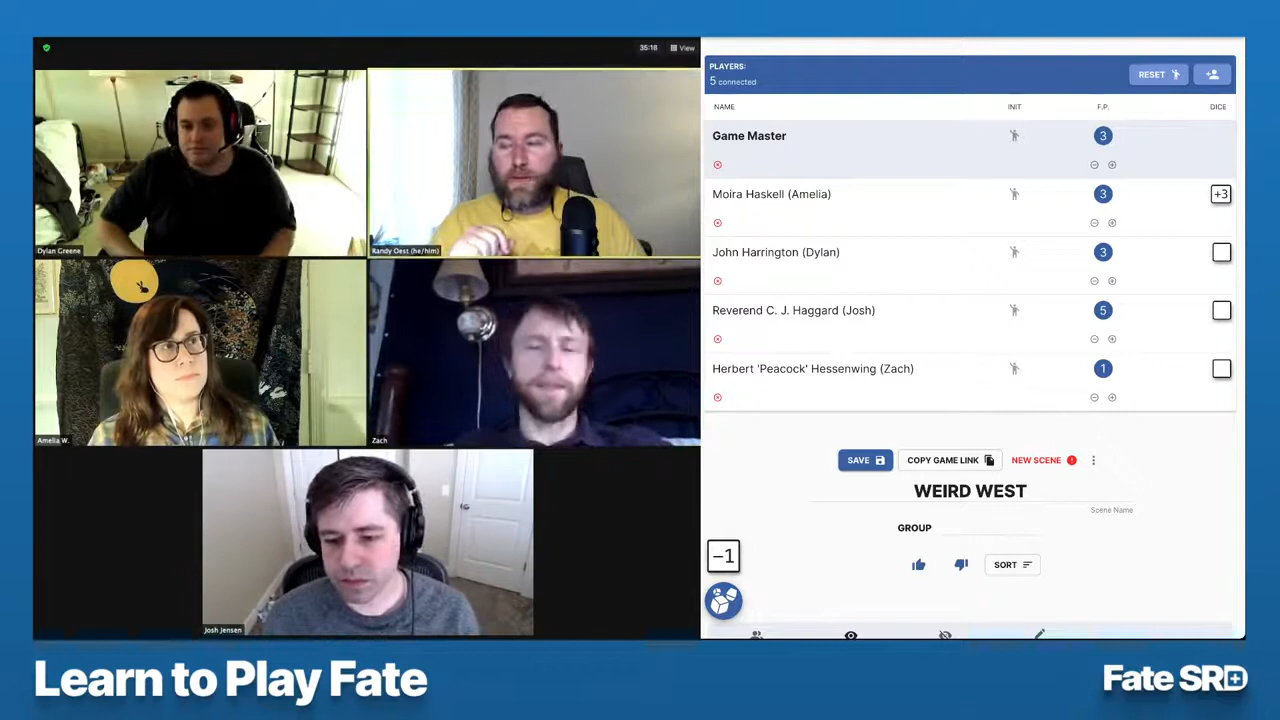 35:18 View
Dylan Greene
Randy Oest (he/him)
Amelia W.
Zach
Josh Jensen
PLAYERS:
5 connected
RESET
NAME INIT F.P. DICE
Game Master 3
Moira Haskell (Amelia) 3 +3
John Harrington (Dylan) 3
Reverend C. J. Haggard (Josh) 5
Herbert 'Peacock' Hessenwing (Zach) 1
SAVE COPY GAME LINK NEW SCENE
WEIRD WEST
Scene Name
GROUP
SORT
−1
Learn to Play Fate
Fate SRD